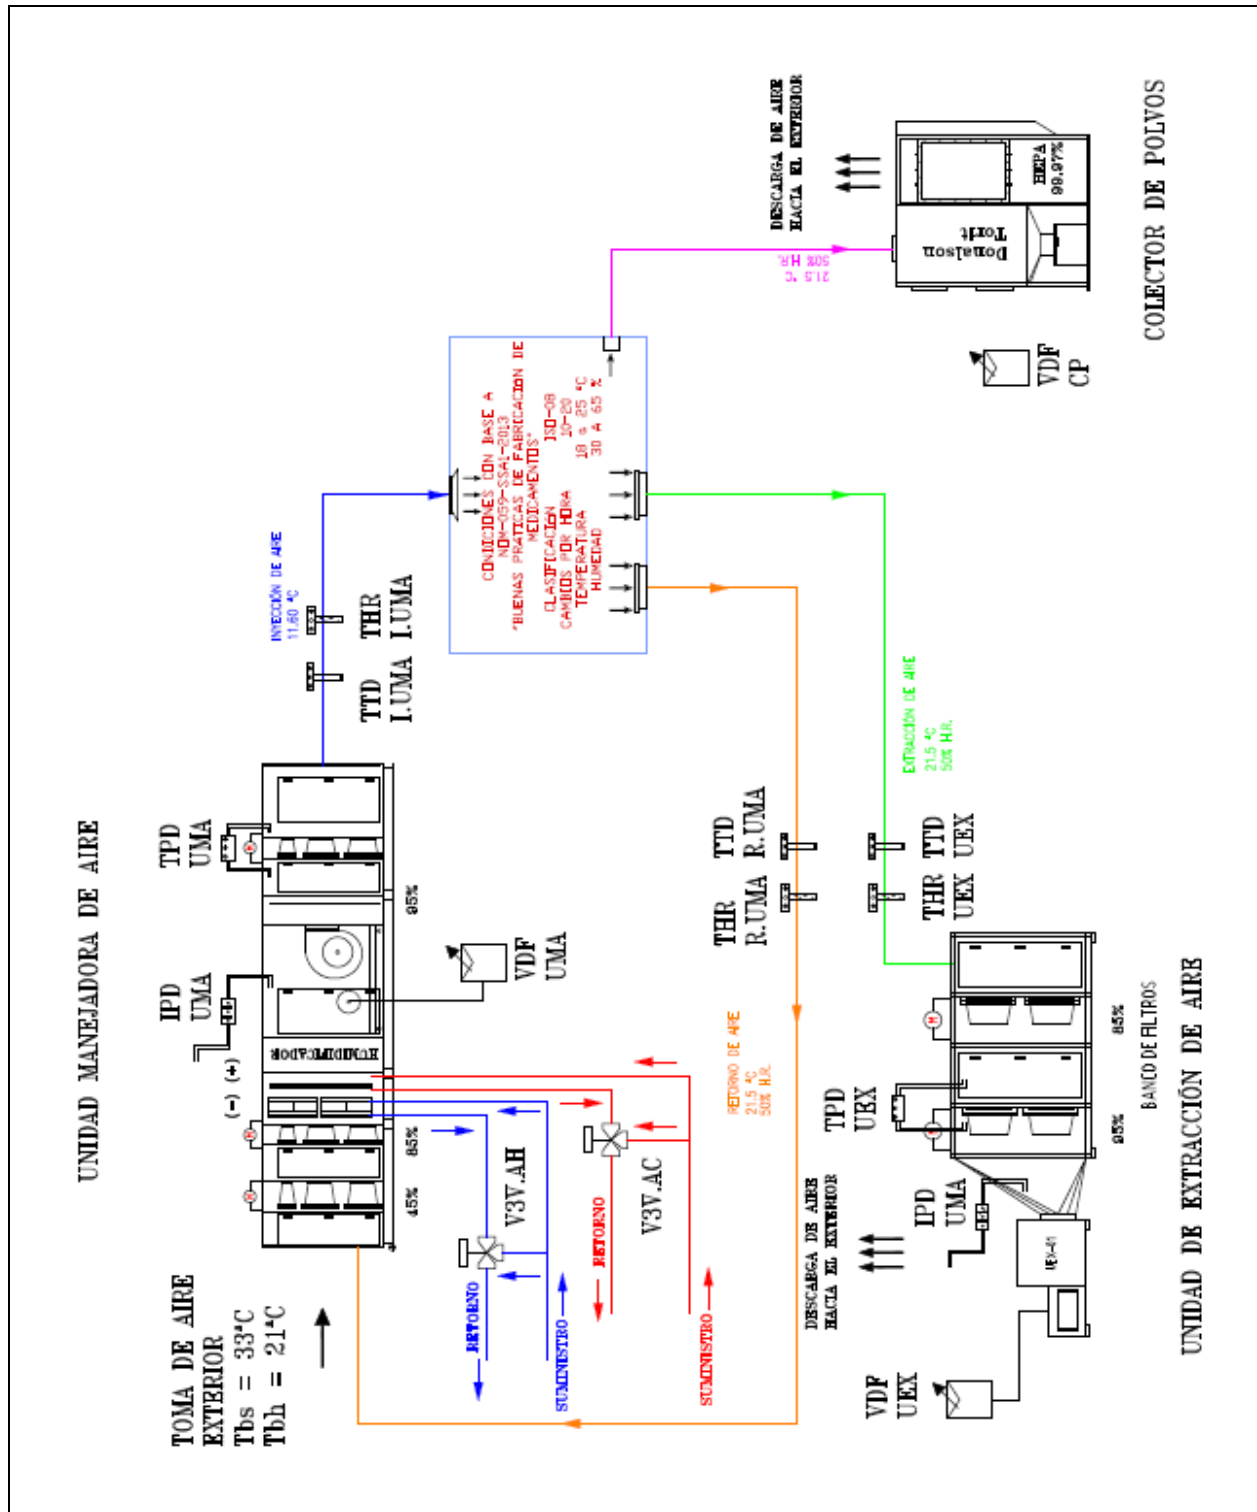 UNIDAD MANEJADORA DE AIRE
TOMA DE AIRE
EXTERIOR
Tbs = 33°C
Tbh = 21°C
45%
85%
(-) (+)
HUMIDIFICADOR
IPD
UMA
TPD
UMA
95%
M
M
M
VDF
UMA
V3V.AH
V3V.AC
RETORNO
SUMINISTRO
RETORNO
SUMINISTRO
TTD
I.UMA
THR
I.UMA
INYECCIÓN DE AIRE
11.60 °C
CONDICIONES CON BASE A
NOM-059-SSA1-2013
"BUENAS PRATICAS DE FABRICACION DE
MEDICAMENTOS"
CLASIFICACIÓN ISO-08
CAMBIOS POR HORA 10-20
TEMPERATURA 18 a 25 °C
HUMEDAD 30 A 65 %
RETORNO DE AIRE
21.5 °C
50% H.R.
THR
R.UMA
TTD
R.UMA
THR
UEX
TTD
UEX
EXTRACCIÓN DE AIRE
21.5 °C
50% H.R.
21.5 °C
50% H.R.
DESCARGA DE AIRE
HACIA EL EXTERIOR
Donalson
Torit
HEPA
99.97%
VDF
CP
COLECTOR DE POLVOS
DESCARGA DE AIRE
HACIA EL EXTERIOR
VDF
UEX
UEX-01
IPD
UMA
TPD
UEX
M
M
95%
85%
BANCO DE FILTROS
UNIDAD DE EXTRACCIÓN DE AIRE